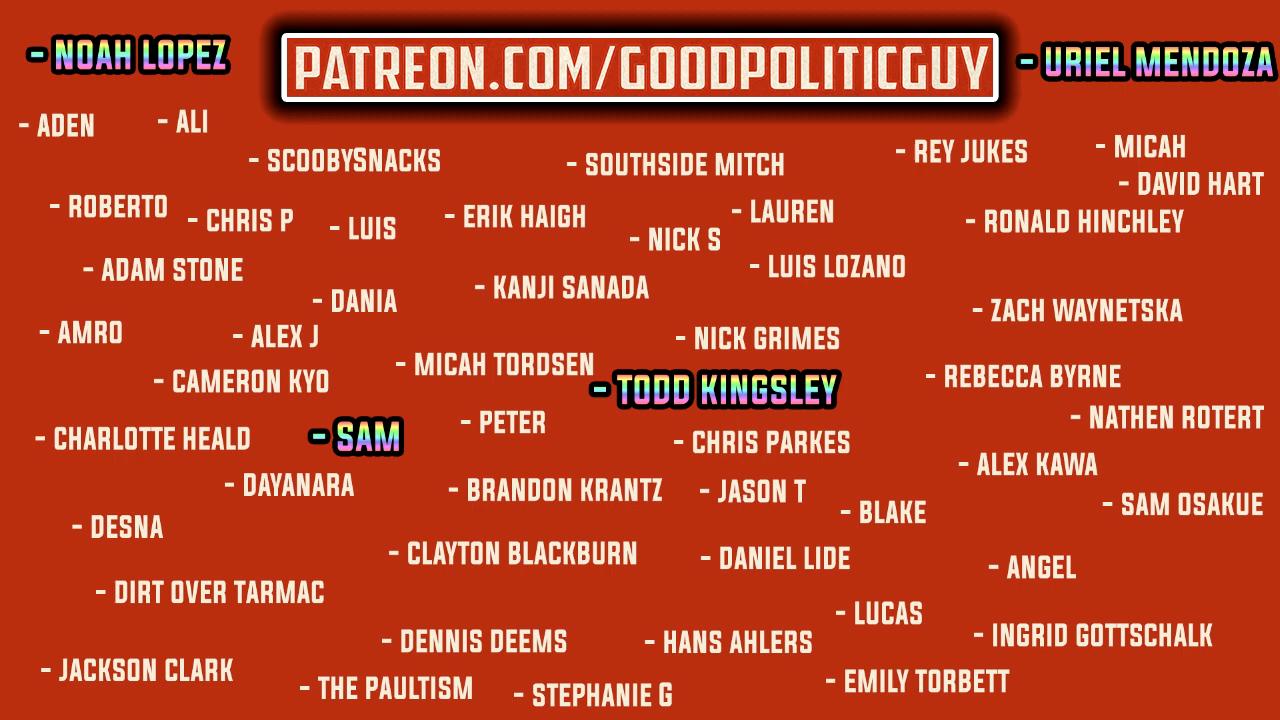 - NOAH LOPEZ
PATREON.COM/GOODPOLITICGUY
- URIEL MENDOZA
- ADEN
- ALI
- SCOOBYSNACKS
- SOUTHSIDE MITCH
- REY JUKES
- MICAH
- DAVID HART
- ROBERTO
- CHRIS P
- LUIS
- ERIK HAIGH
- NICK S
- LAUREN
- RONALD HINCHLEY
- ADAM STONE
- DANIA
- KANJI SANADA
- LUIS LOZANO
- ZACH WAYNETSKA
- AMRO
- ALEX J
- NICK GRIMES
- MICAH TORDSEN
- CAMERON KYO
- TODD KINGSLEY
- REBECCA BYRNE
- NATHEN ROTERT
- CHARLOTTE HEALD
- SAM
- PETER
- CHRIS PARKES
- ALEX KAWA
- DAYANARA
- BRANDON KRANTZ
- JASON T
- BLAKE
- SAM OSAKUE
- DESNA
- CLAYTON BLACKBURN
- DANIEL LIDE
- ANGEL
- DIRT OVER TARMAC
- LUCAS
- DENNIS DEEMS
- HANS AHLERS
- INGRID GOTTSCHALK
- JACKSON CLARK
- THE PAULTISM
- STEPHANIE G
- EMILY TORBETT